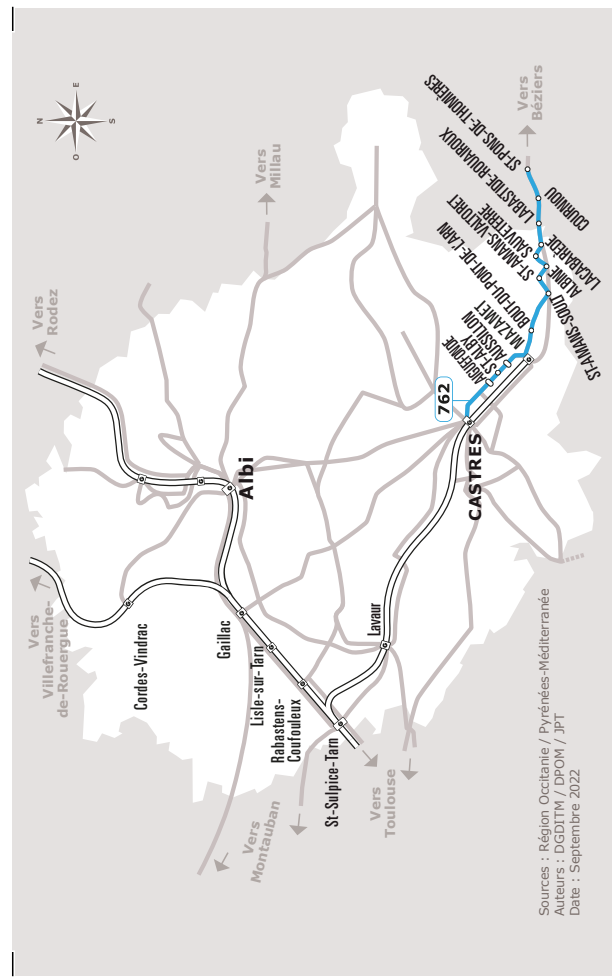 N
E
S
O
Vers
Rodez
Vers
Millau
Vers
Villefranche-
de-Rouergue
Cordes-Vindrac
Albi
Gaillac
Lisle-sur-Tarn
Rabastens-
Coufouleux
St-Sulpice-Tarn
Vers
Montauban
Vers
Toulouse
Lavaur
762
CASTRES
AIGUEFONDE
ST-ALBY
AUSSILLON
MAZAMET
BOUT-DU-PONT-DE-L'ARN
ST-AMANS-SOULT
ST-AMANS-VALTORET
SAUVETERRE
ALBINE
LACABARÈDE
LABASTIDE-ROUAIROUX
COURNIOU
ST-PONS-DE-THOMIÈRES
Vers
Béziers
Sources : Région Occitanie / Pyrénées-Méditerranée
Auteurs : DGDITM / DPOM / JPT
Date : Septembre 2022